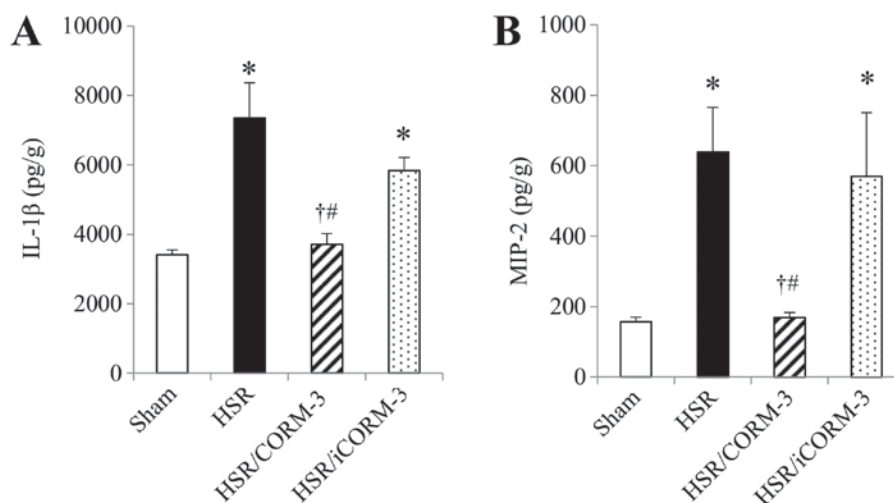 A
IL-1β (pg/g)
10000
8000
6000
4000
2000
0
*
†#
*
Sham
HSR
HSR/CORM-3
HSR/iCORM-3
B
MIP-2 (pg/g)
1000
800
600
400
200
0
*
†#
*
Sham
HSR
HSR/CORM-3
HSR/iCORM-3